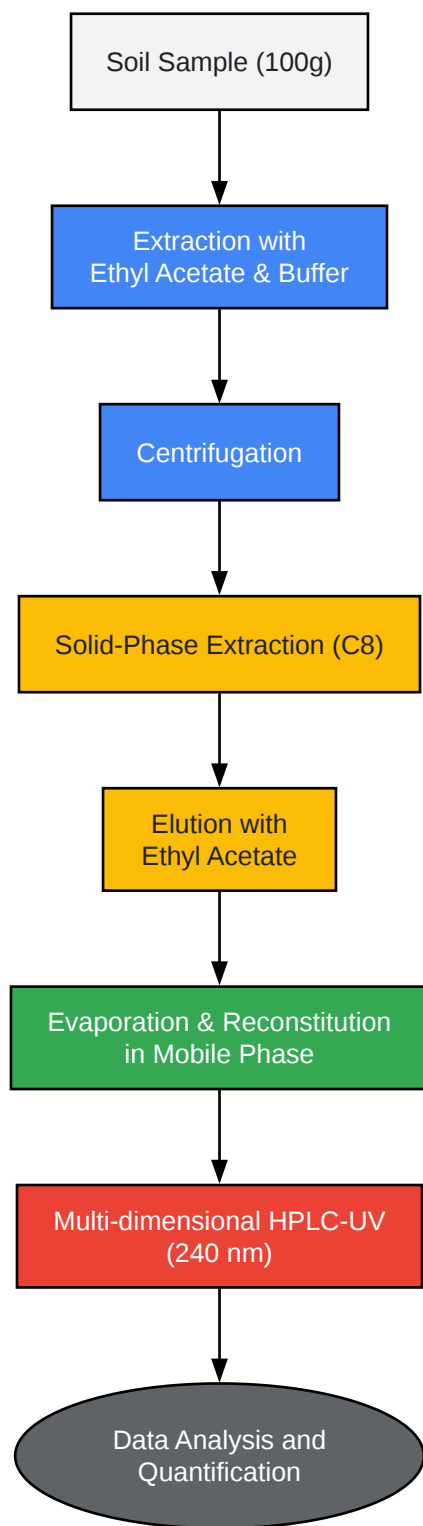 Soil Sample (100g)
Extraction with
Ethyl Acetate & Buffer
Centrifugation
Solid-Phase Extraction (C8)
Elution with
Ethyl Acetate
Evaporation & Reconstitution
in Mobile Phase
Multi-dimensional HPLC-UV
(240 nm)
Data Analysis and
Quantification